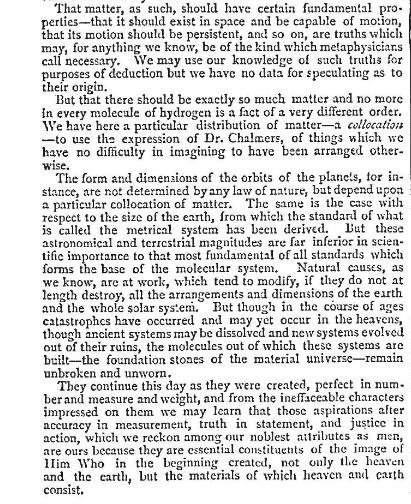 That matter, as such, should have certain fundamental pro-
perties—that it should exist in space and be capable of motion,
that its motion should be persistent, and so on, are truths which
may, for anything we know, be of the kind which metaphysicians
call necessary. We may use our knowledge of such truths for
purposes of deduction but we have no data for speculating as to
their origin.
But that there should be exactly so much matter and no more
in every molecule of hydrogen is a fact of a very different order.
We have here a particular distribution of matter—a collocation
—to use the expression of Dr. Chalmers, of things which we
have no difficulty in imagining to have been arranged other-
wise.
The form and dimensions of the orbits of the planets, for in-
stance, are not determined by any law of nature, but depend upon
a particular collocation of matter. The same is the case with
respect to the size of the earth, from which the standard of what
is called the metrical system has been derived. But these
astronomical and terrestrial magnitudes are far inferior in scien-
tific importance to that most fundamental of all standards which
forms the base of the molecular system. Natural causes, as
we know, are at work, which tend to modify, if they do not at
length destroy, all the arrangements and dimensions of the earth
and the whole solar system. But though in the course of ages
catastrophes have occurred and may yet occur in the heavens,
though ancient systems may be dissolved and new systems evolved
out of their ruins, the molecules out of which these systems are
built—the foundation stones of the material universe—remain
unbroken and unworn.
They continue this day as they were created, perfect in num-
ber and measure and weight, and from the ineffaceable characters
impressed on them we may learn that those aspirations after
accuracy in measurement, truth in statement, and justice in
action, which we reckon among our noblest attributes as men,
are ours because they are essential constituents of the image of
Him Who in the beginning created, not only the heaven
and the earth, but the materials of which heaven and earth
consist.